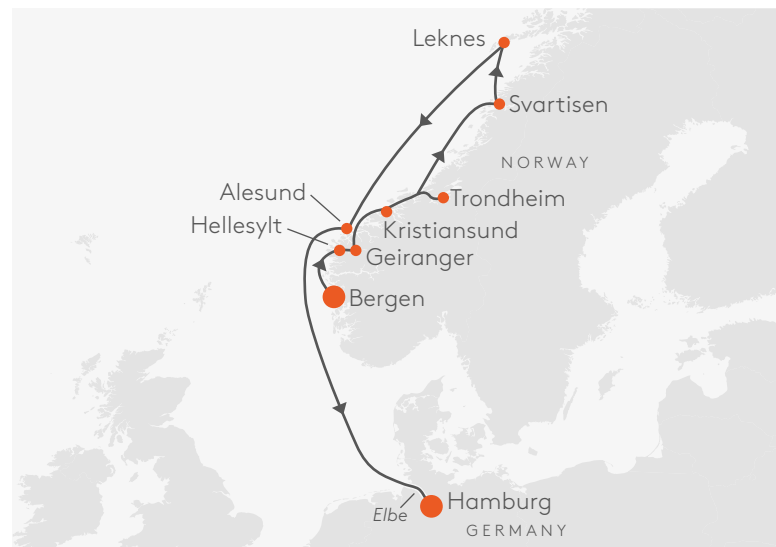 Leknes
Svartisen
NORWAY
Alesund
Trondheim
Hellesylt
Kristiansund
Geiranger
Bergen
Hamburg
Elbe
GERMANY